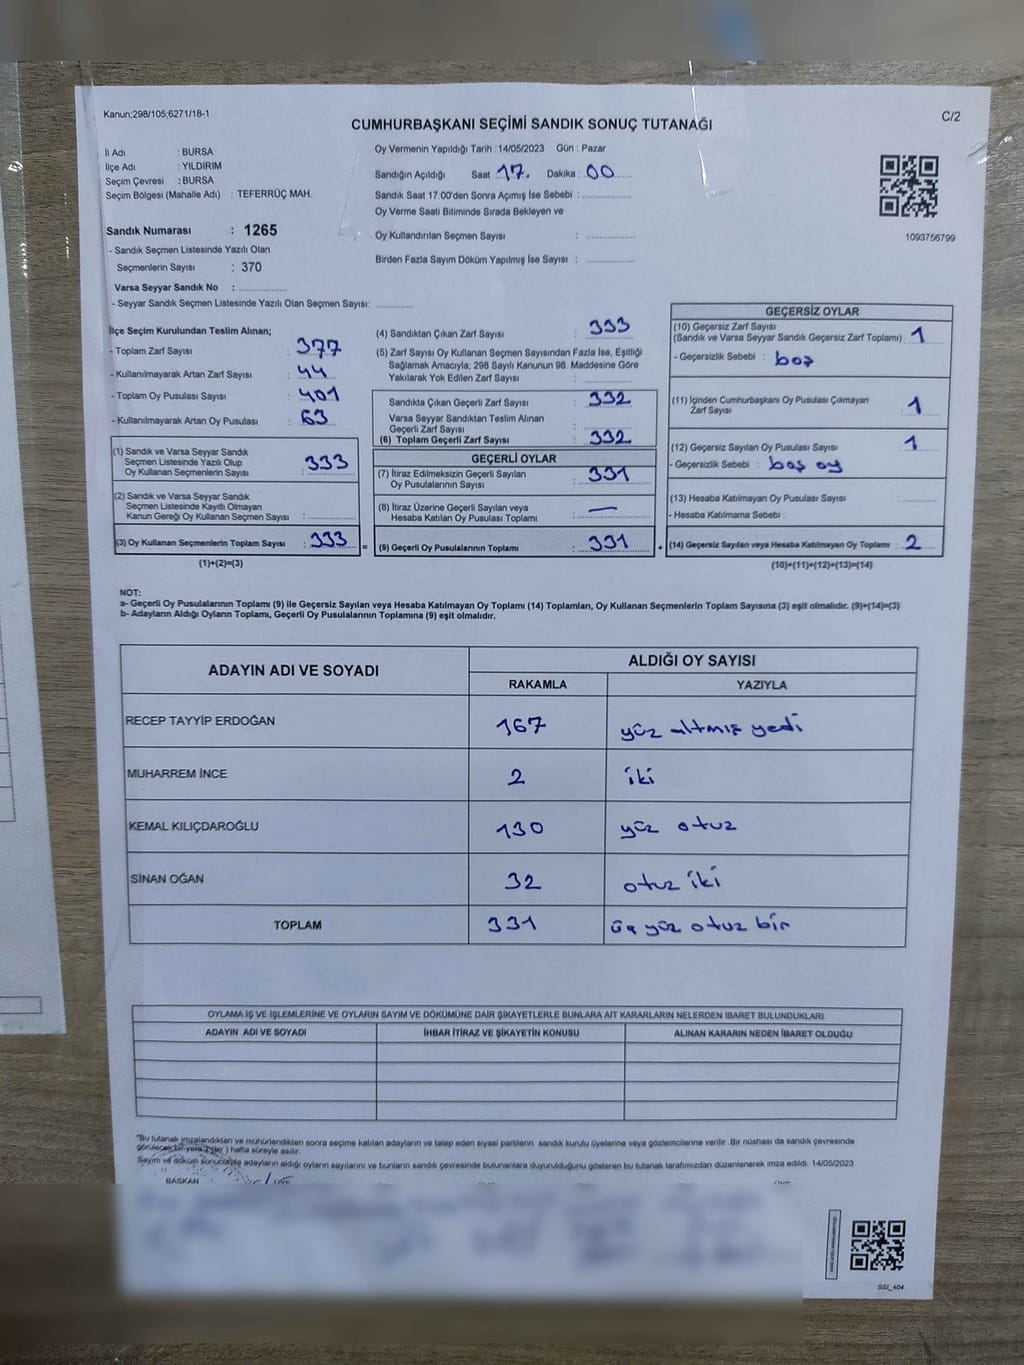 Kanun;298/105;6271/18-1
C/2
CUMHURBAŞKANI SEÇİMİ SANDIK SONUÇ TUTANAĞI
İl Adı : BURSA
İlçe Adı : YILDIRIM
Seçim Çevresi : BURSA
Seçim Bölgesi (Mahalle Adı) : TEFERRÜÇ MAH.
Oy Vermenin Yapıldığı Tarih : 14/05/2023 Gün : Pazar
Sandığın Açıldığı Saat 17. Dakika : 00
Sandık Saat 17.00'den Sonra Açımış İse Sebebi :
Oy Verme Saati Bitiminde Sırada Bekleyen ve
Oy Kullandırılan Seçmen Sayısı :
Birden Fazla Sayım Döküm Yapılmış İse Sayısı :
1093756799
Sandık Numarası : 1265
- Sandık Seçmen Listesinde Yazılı Olan
Seçmenlerin Sayısı : 370
Varsa Seyyar Sandık No :
- Seyyar Sandık Seçmen Listesinde Yazılı Olan Seçmen Sayısı:
İlçe Seçim Kurulundan Teslim Alınan;
- Toplam Zarf Sayısı : 377
- Kullanılmayarak Artan Zarf Sayısı : 44
- Toplam Oy Pusulası Sayısı : 401
- Kullanılmayarak Artan Oy Pusulası : 63
(1) Sandık ve Varsa Seyyar Sandık
Seçmen Listesinde Yazılı Olup
Oy Kullanan Seçmenlerin Sayısı : 333
(2) Sandık ve Varsa Seyyar Sandık
Seçmen Listesinde Kayıtlı Olmayan
Kanun Gereği Oy Kullanan Seçmen Sayısı :
(3) Oy Kullanan Seçmenlerin Toplam Sayısı : 333
(1)+(2)=(3)
(4) Sandıktan Çıkan Zarf Sayısı : 333
(5) Zarf Sayısı Oy Kullanan Seçmen Sayısından Fazla İse, Eşitliği
Sağlamak Amacıyla; 298 Sayılı Kanunun 98. Maddesine Göre
Yakılarak Yok Edilen Zarf Sayısı :
Sandıkta Çıkan Geçerli Zarf Sayısı : 332
Varsa Seyyar Sandıktan Teslim Alınan
Geçerli Zarf Sayısı :
(6) Toplam Geçerli Zarf Sayısı : 332
GEÇERLİ OYLAR
(7) İtiraz Edilmeksizin Geçerli Sayılan
Oy Pusulalarının Sayısı : 331
(8) İtiraz Üzerine Geçerli Sayılan veya
Hesaba Katılan Oy Pusulası Toplamı : —
= (9) Geçerli Oy Pusulalarının Toplamı : 331
GEÇERSİZ OYLAR
(10) Geçersiz Zarf Sayısı
(Sandık ve Varsa Seyyar Sandık Geçersiz Zarf Toplamı) : 1
- Geçersizlik Sebebi : boş
(11) İçinden Cumhurbaşkanı Oy Pusulası Çıkmayan
Zarf Sayısı : 1
(12) Geçersiz Sayılan Oy Pusulası Sayısı : 1
- Geçersizlik Sebebi : boş oy
(13) Hesaba Katılmayan Oy Pusulası Sayısı :
- Hesaba Katılmama Sebebi :
+ (14) Geçersiz Sayılan veya Hesaba Katılmayan Oy Toplamı : 2
(10)+(11)+(12)+(13)=(14)
NOT:
a- Geçerli Oy Pusulalarının Toplamı (9) ile Geçersiz Sayılan veya Hesaba Katılmayan Oy Toplamı (14) Toplamları, Oy Kullanan Seçmenlerin Toplam Sayısına (3) eşit olmalıdır. (9)+(14)=(3)
b- Adayların Aldığı Oyların Toplamı, Geçerli Oy Pusulalarının Toplamına (9) eşit olmalıdır.
ADAYIN ADI VE SOYADI
ALDIĞI OY SAYISI
RAKAMLA YAZIYLA
RECEP TAYYİP ERDOĞAN 167 yüz altmış yedi
MUHARREM İNCE 2 iki
KEMAL KILIÇDAROĞLU 130 yüz otuz
SİNAN OĞAN 32 otuz iki
TOPLAM 331 üç yüz otuz bir
OYLAMA İŞ VE İŞLEMLERİNE VE OYLARIN SAYIM VE DÖKÜMÜNE DAİR ŞİKAYETLERLE BUNLARA AİT KARARLARIN NELERDEN İBARET BULUNDUKLARI
ADAYIN ADI VE SOYADI İHBAR İTİRAZ VE ŞİKAYETİN KONUSU ALINAN KARARIN NEDEN İBARET OLDUĞU
"Bu tutanak imzalandıktan ve mühürlendikten sonra seçime katılan adayların ve talep eden siyasi partilerin sandık kurulu üyelerine veya gözlemcilerine verilir. Bir nüshası da sandık çevresinde
görülecek bir yere (bir) hafta süreyle asılır.
Sayım ve döküm sonucunda adayların aldığı oyların sayılarını ve bunların sandık çevresinde bulunanlara duyurulduğunu gösteren bu tutanak tarafımızdan düzenlenerek imza edildi. 14/05/2023
BAŞKAN
SSI_404